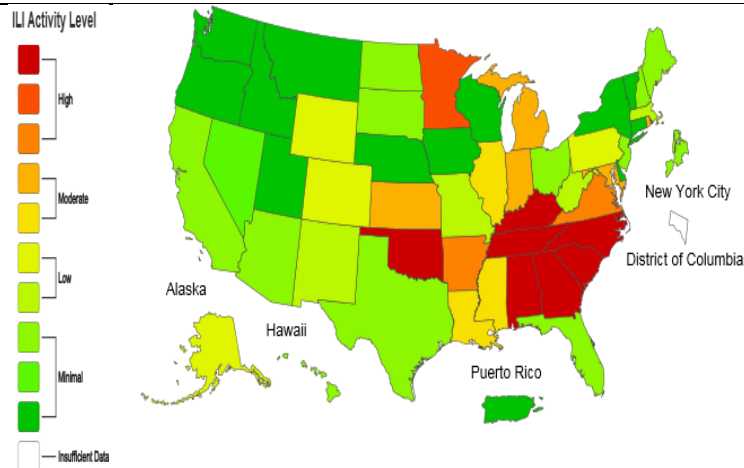 ILI Activity Level
High
Moderate
Low
Minimal
Insufficient Data
New York City
District of Columbia
Alaska
Hawaii
Puerto Rico